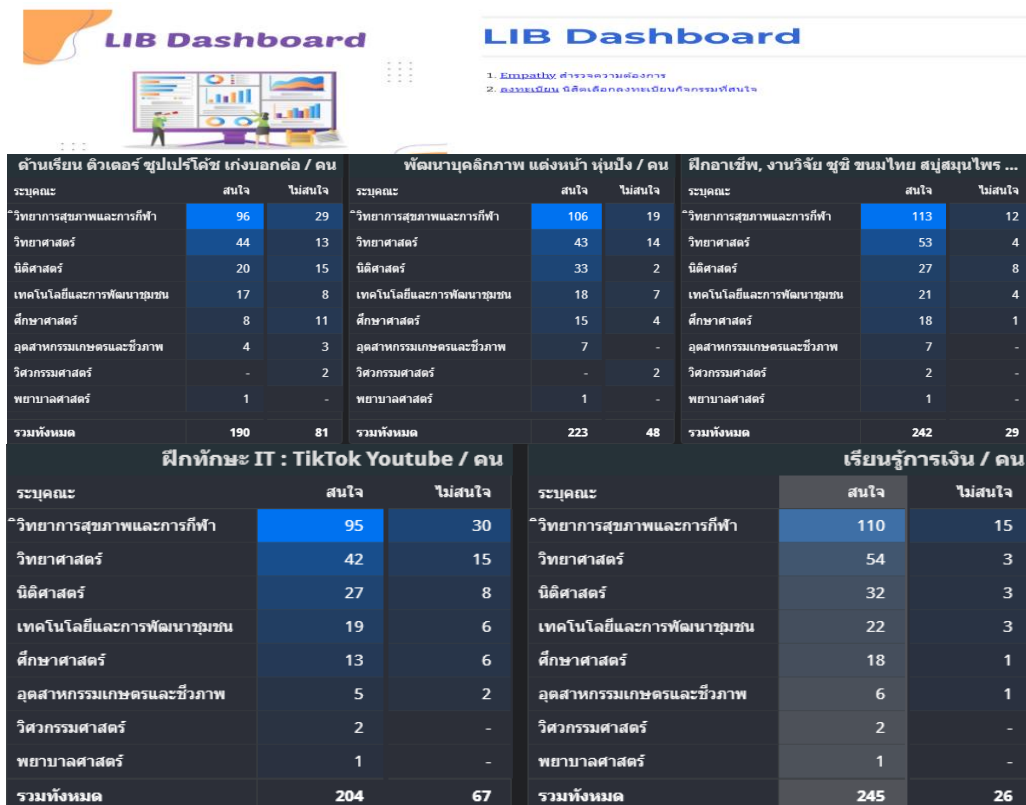 LIB Dashboard
LIB Dashboard
1. Empathy สำรวจความต้องการ
2. ลงทะเบียน นิสิตเลือกลงทะเบียนกิจกรรมที่สนใจ
ด้านเรียน ติวเตอร์ ซุปเปร์โค้ช เก่งบอกต่อ / คน
ระบุคณะ สนใจ ไม่สนใจ
วิทยาการสุขภาพและการกีฬา 96 29
วิทยาศาสตร์ 44 13
นิติศาสตร์ 20 15
เทคโนโลยีและการพัฒนาชุมชน 17 8
ศึกษาศาสตร์ 8 11
อุตสาหกรรมเกษตรและชีวภาพ 4 3
วิศวกรรมศาสตร์ - 2
พยาบาลศาสตร์ 1 -
รวมทั้งหมด 190 81
พัฒนาบุคลิกภาพ แต่งหน้า หุ่นปัง / คน
ระบุคณะ สนใจ ไม่สนใจ
วิทยาการสุขภาพและการกีฬา 106 19
วิทยาศาสตร์ 43 14
นิติศาสตร์ 33 2
เทคโนโลยีและการพัฒนาชุมชน 18 7
ศึกษาศาสตร์ 15 4
อุตสาหกรรมเกษตรและชีวภาพ 7 -
วิศวกรรมศาสตร์ - 2
พยาบาลศาสตร์ 1 -
รวมทั้งหมด 223 48
ฝึกอาเชีพ, งานวิจัย ซูชิ ขนมไทย สบู่สมุนไพร ...
ระบุคณะ สนใจ ไม่สนใจ
วิทยาการสุขภาพและการกีฬา 113 12
วิทยาศาสตร์ 53 4
นิติศาสตร์ 27 8
เทคโนโลยีและการพัฒนาชุมชน 21 4
ศึกษาศาสตร์ 18 1
อุตสาหกรรมเกษตรและชีวภาพ 7 -
วิศวกรรมศาสตร์ 2 -
พยาบาลศาสตร์ 1 -
รวมทั้งหมด 242 29
ฝึกทักษะ IT : TikTok Youtube / คน
ระบุคณะ สนใจ ไม่สนใจ
วิทยาการสุขภาพและการกีฬา 95 30
วิทยาศาสตร์ 42 15
นิติศาสตร์ 27 8
เทคโนโลยีและการพัฒนาชุมชน 19 6
ศึกษาศาสตร์ 13 6
อุตสาหกรรมเกษตรและชีวภาพ 5 2
วิศวกรรมศาสตร์ 2 -
พยาบาลศาสตร์ 1 -
รวมทั้งหมด 204 67
เรียนรู้การเงิน / คน
ระบุคณะ สนใจ ไม่สนใจ
วิทยาการสุขภาพและการกีฬา 110 15
วิทยาศาสตร์ 54 3
นิติศาสตร์ 32 3
เทคโนโลยีและการพัฒนาชุมชน 22 3
ศึกษาศาสตร์ 18 1
อุตสาหกรรมเกษตรและชีวภาพ 6 1
วิศวกรรมศาสตร์ 2 -
พยาบาลศาสตร์ 1 -
รวมทั้งหมด 245 26